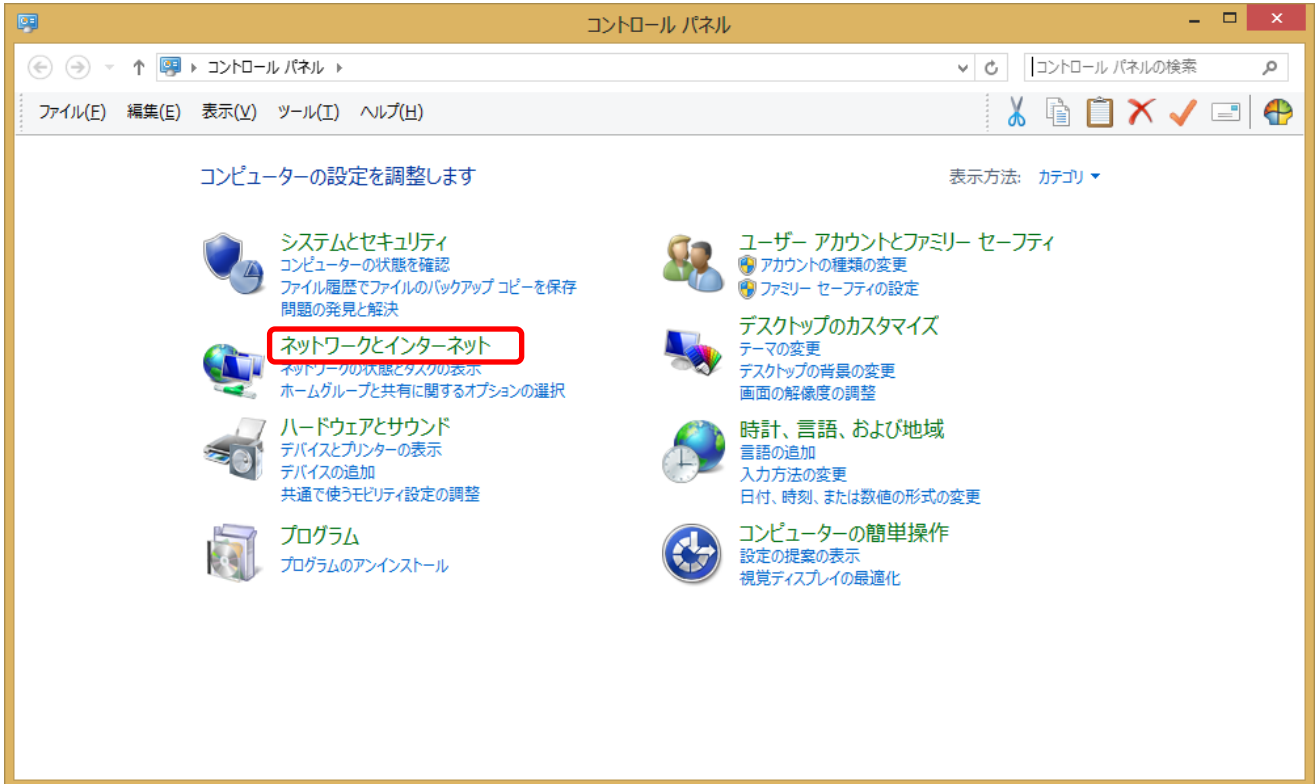 コントロール パネル
コントロール パネル
コントロール パネルの検索
ファイル(F) 編集(E) 表示(V) ツール(T) ヘルプ(H)
コンピューターの設定を調整します
表示方法: カテゴリ
システムとセキュリティ
コンピューターの状態を確認
ファイル履歴でファイルのバックアップ コピーを保存
問題の発見と解決
ネットワークとインターネット
ネットワークの状態とタスクの表示
ホームグループと共有に関するオプションの選択
ハードウェアとサウンド
デバイスとプリンターの表示
デバイスの追加
共通で使うモビリティ設定の調整
プログラム
プログラムのアンインストール
ユーザー アカウントとファミリー セーフティ
アカウントの種類の変更
ファミリー セーフティの設定
デスクトップのカスタマイズ
テーマの変更
デスクトップの背景の変更
画面の解像度の調整
時計、言語、および地域
言語の追加
入力方法の変更
日付、時刻、または数値の形式の変更
コンピューターの簡単操作
設定の提案の表示
視覚ディスプレイの最適化